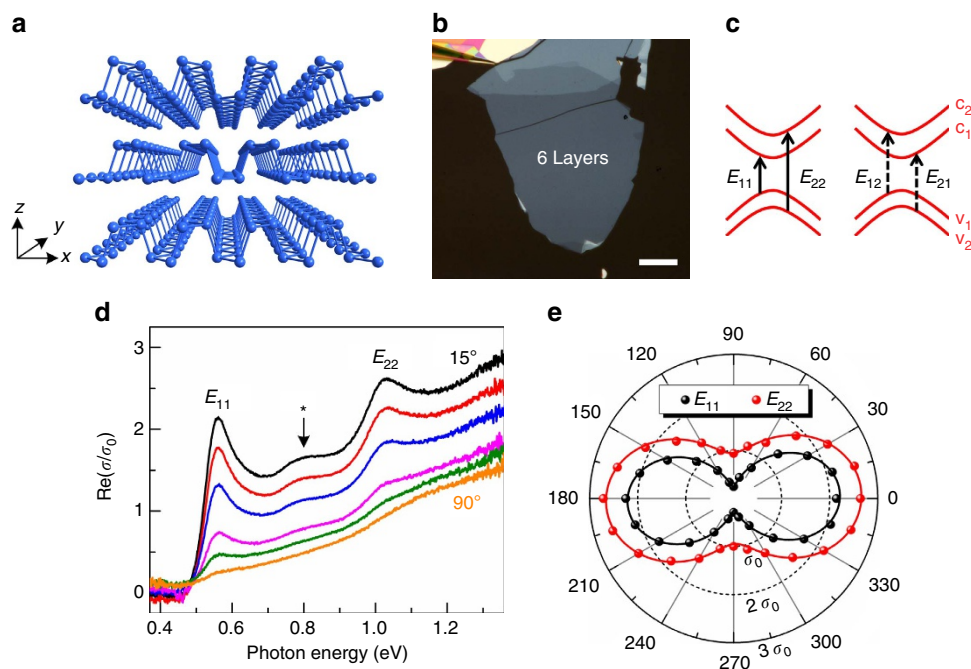 a
z
y
x
b
6 Layers
c
c₂
c₁
E₁₁
E₂₂
E₁₂
E₂₁
v₁
v₂
d
3
2
1
0
Re(σ/σ₀)
E₁₁
*
E₂₂
15°
90°
0.4 0.6 0.8 1.0 1.2
Photon energy (eV)
e
90
120
60
E₁₁ E₂₂
150
30
180
0
σ₀
210
2 σ₀
330
240
3 σ₀
300
270